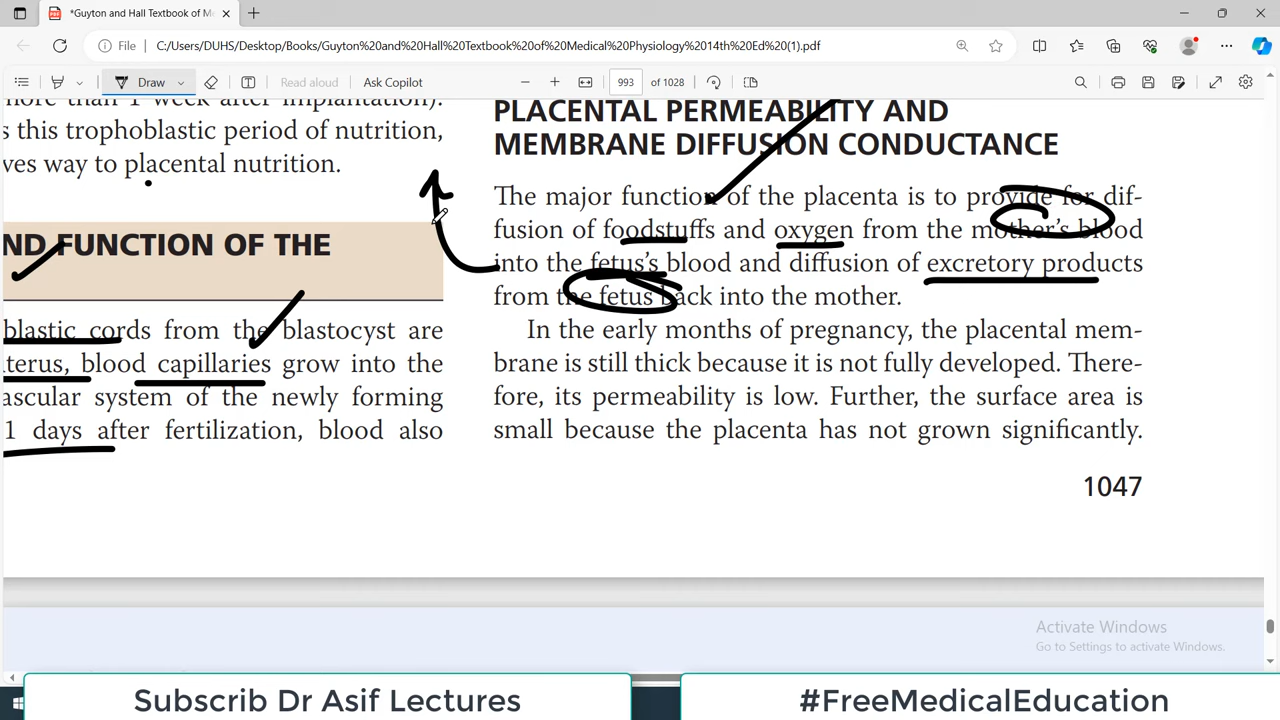 *Guyton and Hall Textbook of Me
File
C:/Users/DUHS/Desktop/Books/Guyton%20and%20Hall%20Textbook%20of%20Medical%20Physiology%2014th%20Ed%20(1).pdf
Draw
Read aloud
Ask Copilot
993 of 1028
more than 1 week after implantation).
s this trophoblastic period of nutrition,
ves way to placental nutrition.
ND FUNCTION OF THE
blastic cords from the blastocyst are
terus, blood capillaries grow into the
ascular system of the newly forming
1 days after fertilization, blood also
PLACENTAL PERMEABILITY AND
MEMBRANE DIFFUSION CONDUCTANCE
The major function of the placenta is to provide for dif-
fusion of foodstuffs and oxygen from the mother's blood
into the fetus's blood and diffusion of excretory products
from the fetus back into the mother.
In the early months of pregnancy, the placental mem-
brane is still thick because it is not fully developed. There-
fore, its permeability is low. Further, the surface area is
small because the placenta has not grown significantly.
1047
Activate Windows
Go to Settings to activate Windows.
Subscrib Dr Asif Lectures
#FreeMedicalEducation